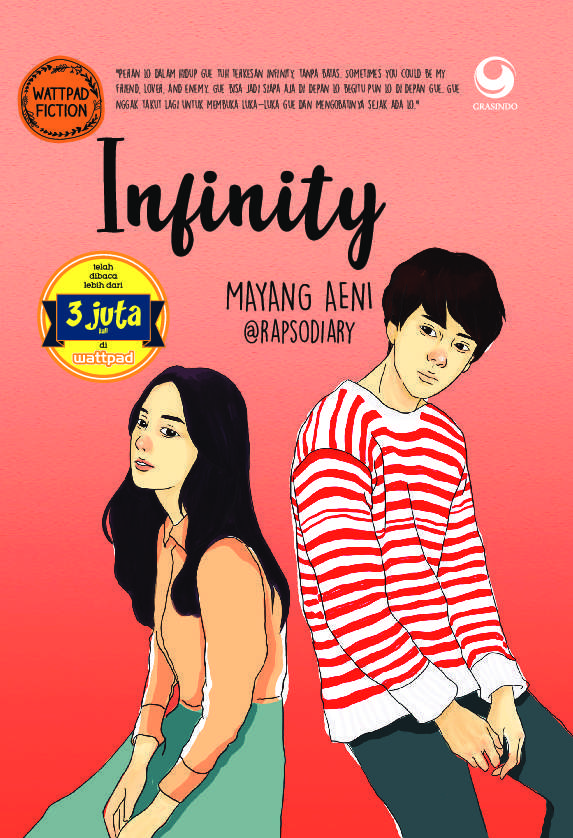 WATTPAD
FICTION
"PERAN LO DALAM HIDUP GUE TUH TERKESAN INFINITY, TANPA BATAS. SOMETIMES YOU COULD BE MY
FRIEND, LOVER, AND ENEMY. GUE BISA JADI SIAPA AJA DI DEPAN LO BEGITU PUN LO DI DEPAN GUE. GUE
NGGAK TAKUT LAGI UNTUK MEMBUKA LUKA-LUKA GUE DAN MENGOBATINYA SEJAK ADA LO."
GRASINDO
Infinity
telah
dibaca
lebih dari
3 juta
kali
di
wattpad
MAYANG AENI
@RAPSODIARY